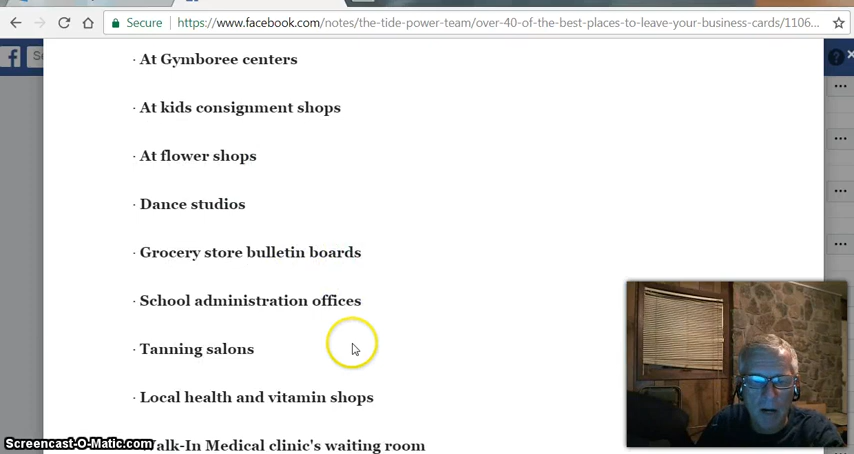 Secure
https://www.facebook.com/notes/the-tide-power-team/over-40-of-the-best-places-to-leave-your-business-cards/1106...
· At Gymboree centers
· At kids consignment shops
· At flower shops
· Dance studios
· Grocery store bulletin boards
· School administration offices
· Tanning salons
· Local health and vitamin shops
Walk-In Medical clinic's waiting room
Screencast-O-Matic.com